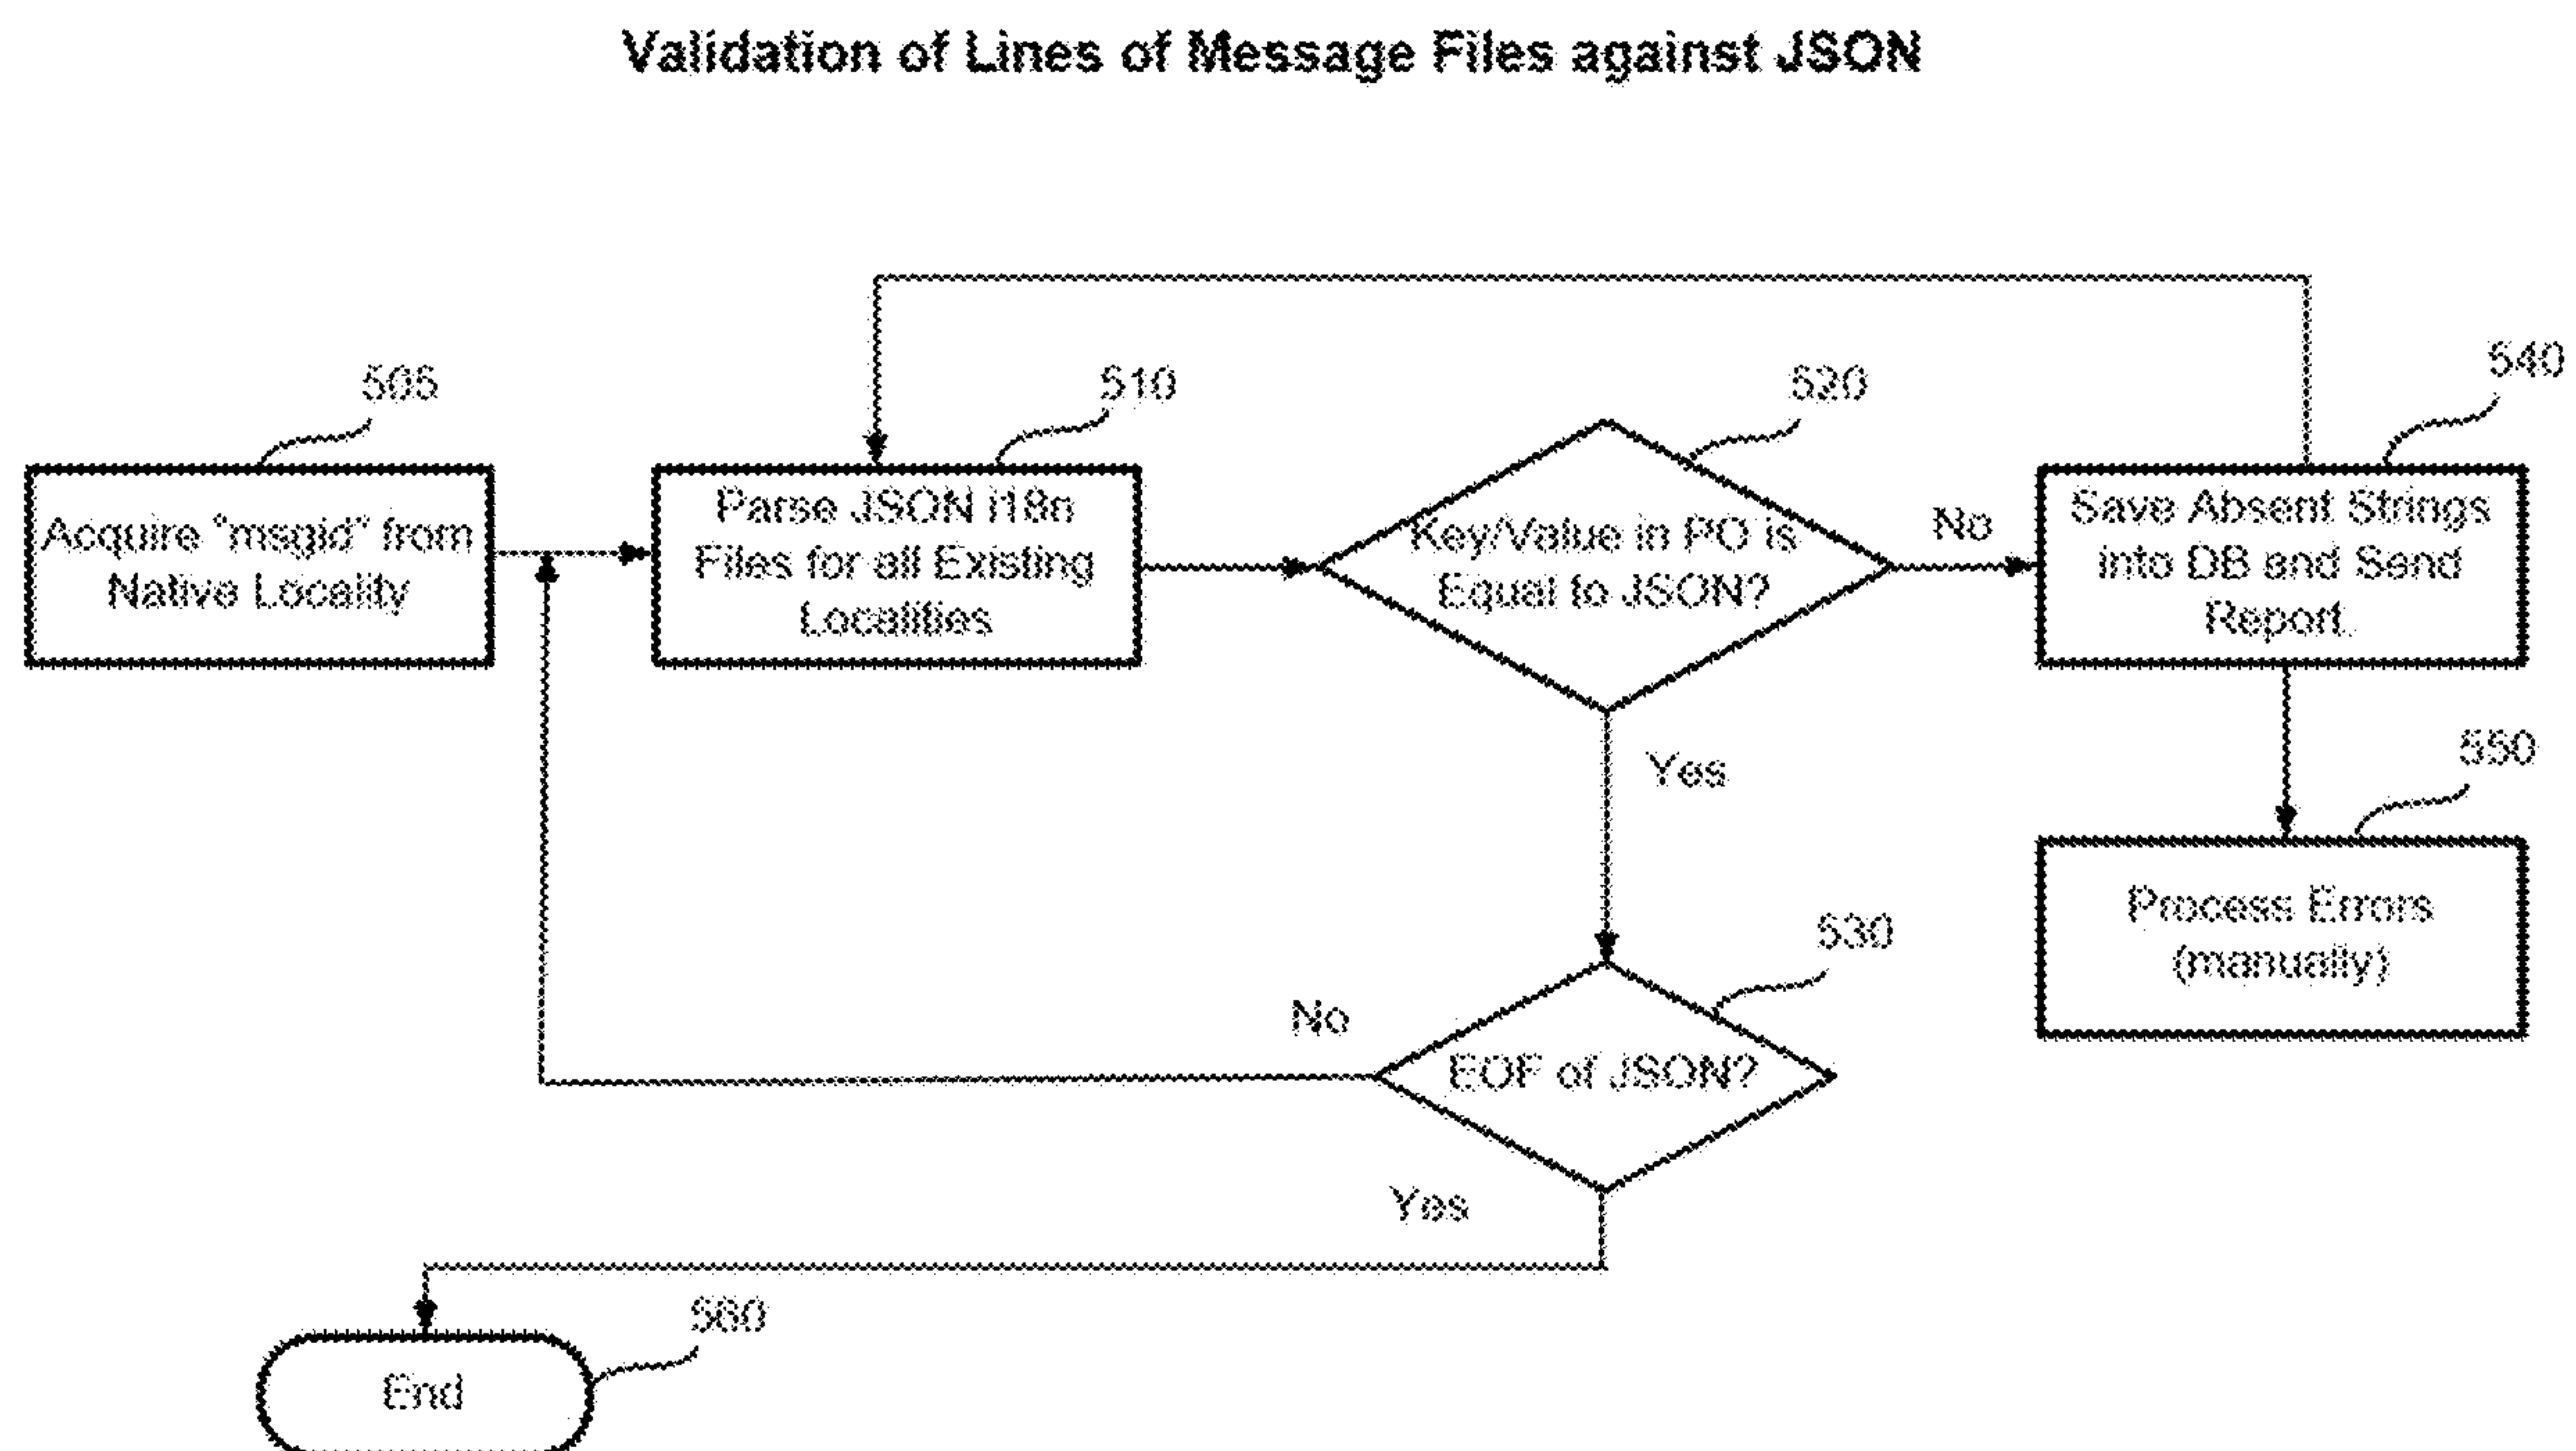 Validation of Lines of Message Files against JSON
505
Acquire "msgid" from
Native Locality
510
Parse JSON i18n
Files for all Existing
Localities
520
Key/Value in PO is
Equal to JSON?
No
540
Save Absent Strings
into DB and Send
Report.
Yes
550
Process Errors
(manually)
530
EOF of JSON?
No
Yes
560
End